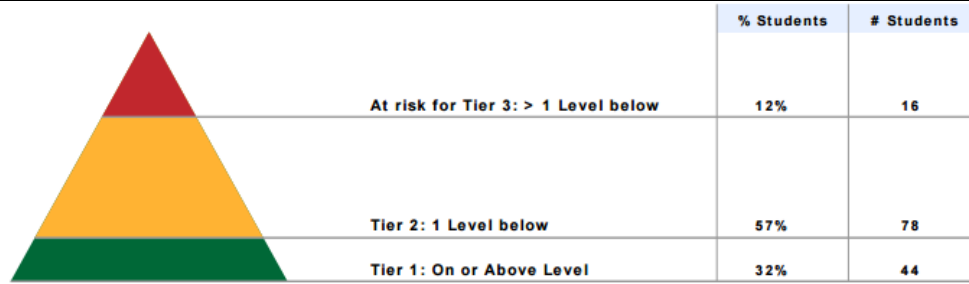 % Students # Students
At risk for Tier 3: > 1 Level below 12% 16
Tier 2: 1 Level below 57% 78
Tier 1: On or Above Level 32% 44